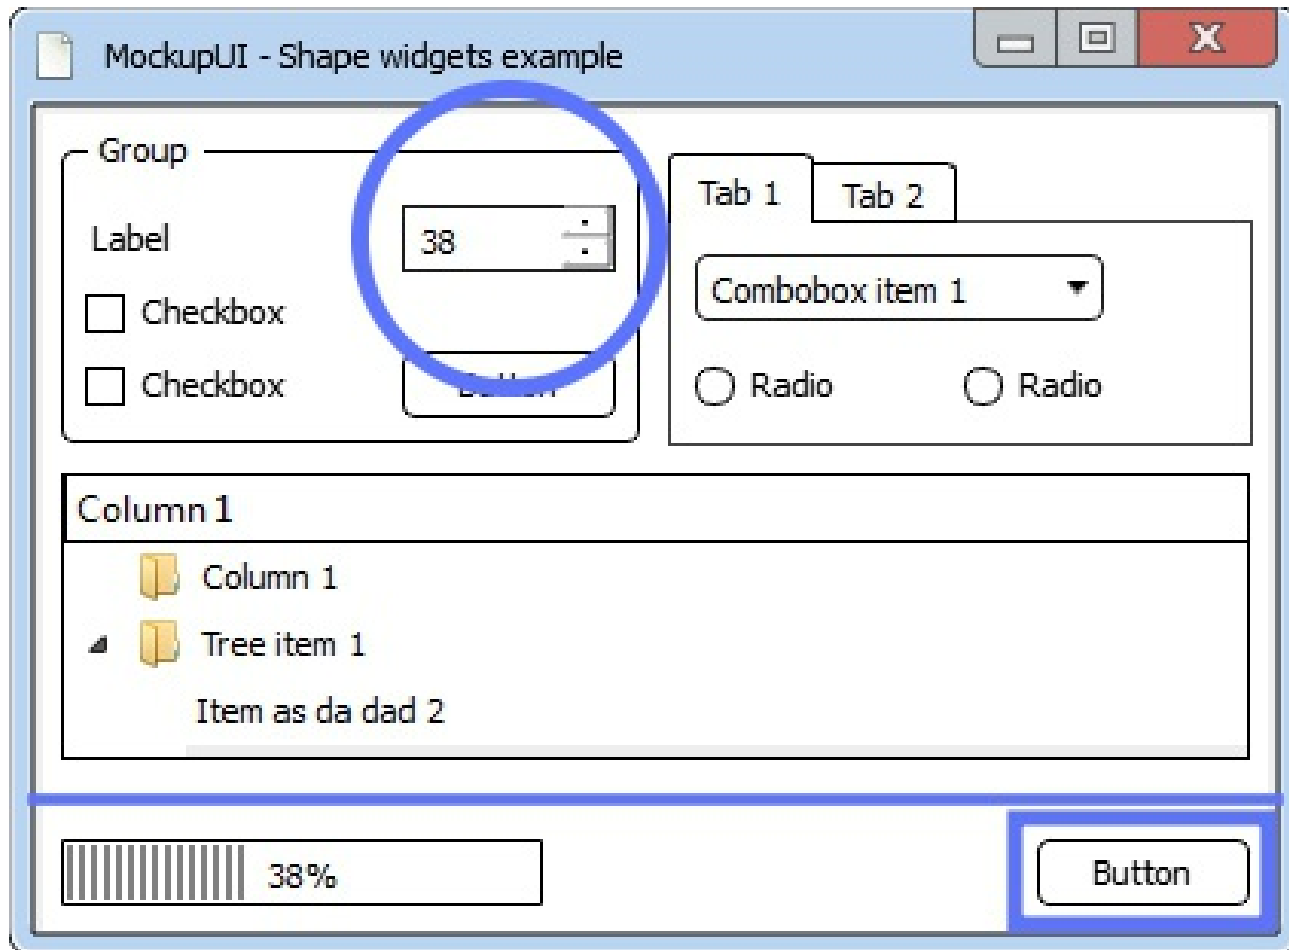 MockupUI - Shape widgets example
Group
Label
38
Checkbox
Checkbox
Button
Tab 1
Tab 2
Combobox item 1
Radio
Radio
Column 1
Column 1
Tree item 1
Item as da dad 2
38%
Button